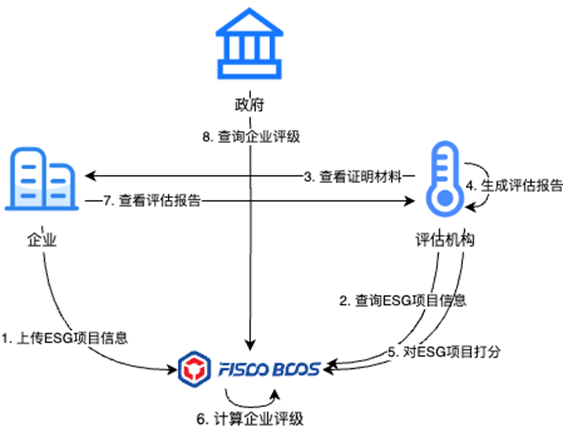 政府
8. 查询企业评级
3. 查看证明材料
4. 生成评估报告
7. 查看评估报告
企业
评估机构
2. 查询ESG项目信息
1. 上传ESG项目信息
5. 对ESG项目打分
FISCO BCOS
6. 计算企业评级